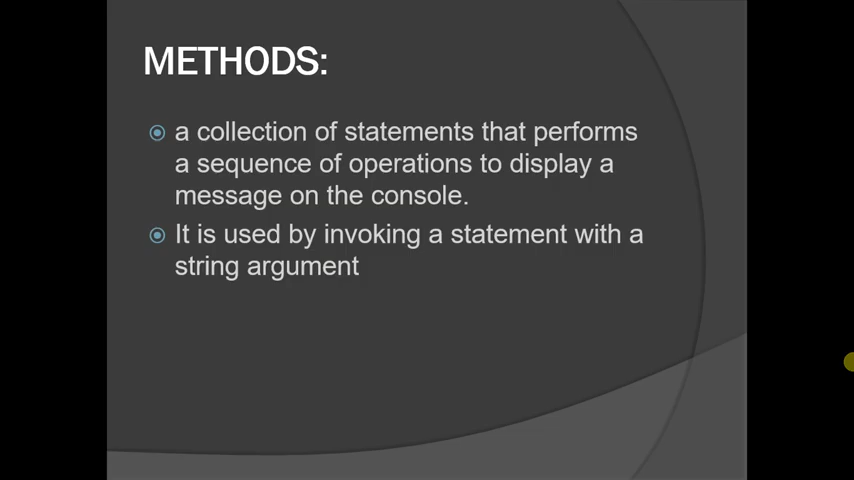 METHODS:
a collection of statements that performs
a sequence of operations to display a
message on the console.
It is used by invoking a statement with a
string argument